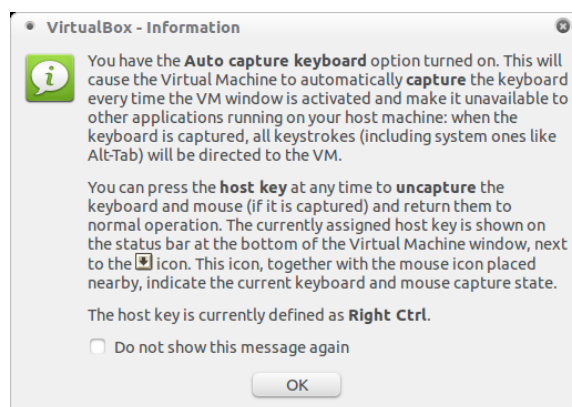 VirtualBox - Information
You have the Auto capture keyboard option turned on. This will
cause the Virtual Machine to automatically capture the keyboard
every time the VM window is activated and make it unavailable to
other applications running on your host machine: when the
keyboard is captured, all keystrokes (including system ones like
Alt-Tab) will be directed to the VM.
You can press the host key at any time to uncapture the
keyboard and mouse (if it is captured) and return them to
normal operation. The currently assigned host key is shown on
the status bar at the bottom of the Virtual Machine window, next
to the icon. This icon, together with the mouse icon placed
nearby, indicate the current keyboard and mouse capture state.
The host key is currently defined as Right Ctrl.
Do not show this message again
OK